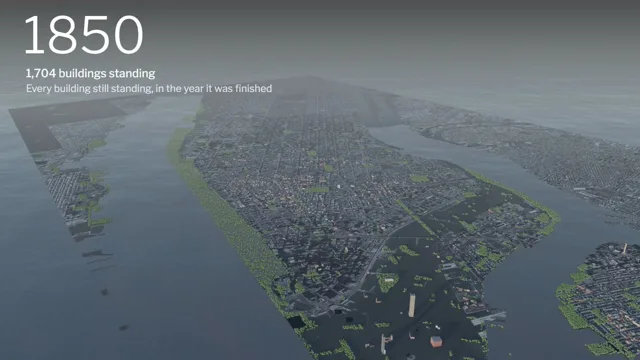 1850
1,704 buildings standing
Every building still standing, in the year it was finished